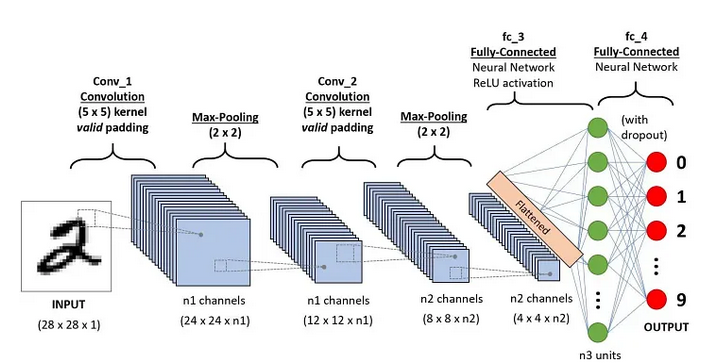 fc_3
Fully-Connected
Neural Network
ReLU activation
fc_4
Fully-Connected
Neural Network
Conv_1
Convolution
(5 x 5) kernel
valid padding
Max-Pooling
(2 x 2)
Conv_2
Convolution
(5 x 5) kernel
valid padding
Max-Pooling
(2 x 2)
(with
dropout)
Flattened
0
1
2
9
2
INPUT
(28 x 28 x 1)
n1 channels
(24 x 24 x n1)
n1 channels
(12 x 12 x n1)
n2 channels
(8 x 8 x n2)
n2 channels
(4 x 4 x n2)
OUTPUT
n3 units